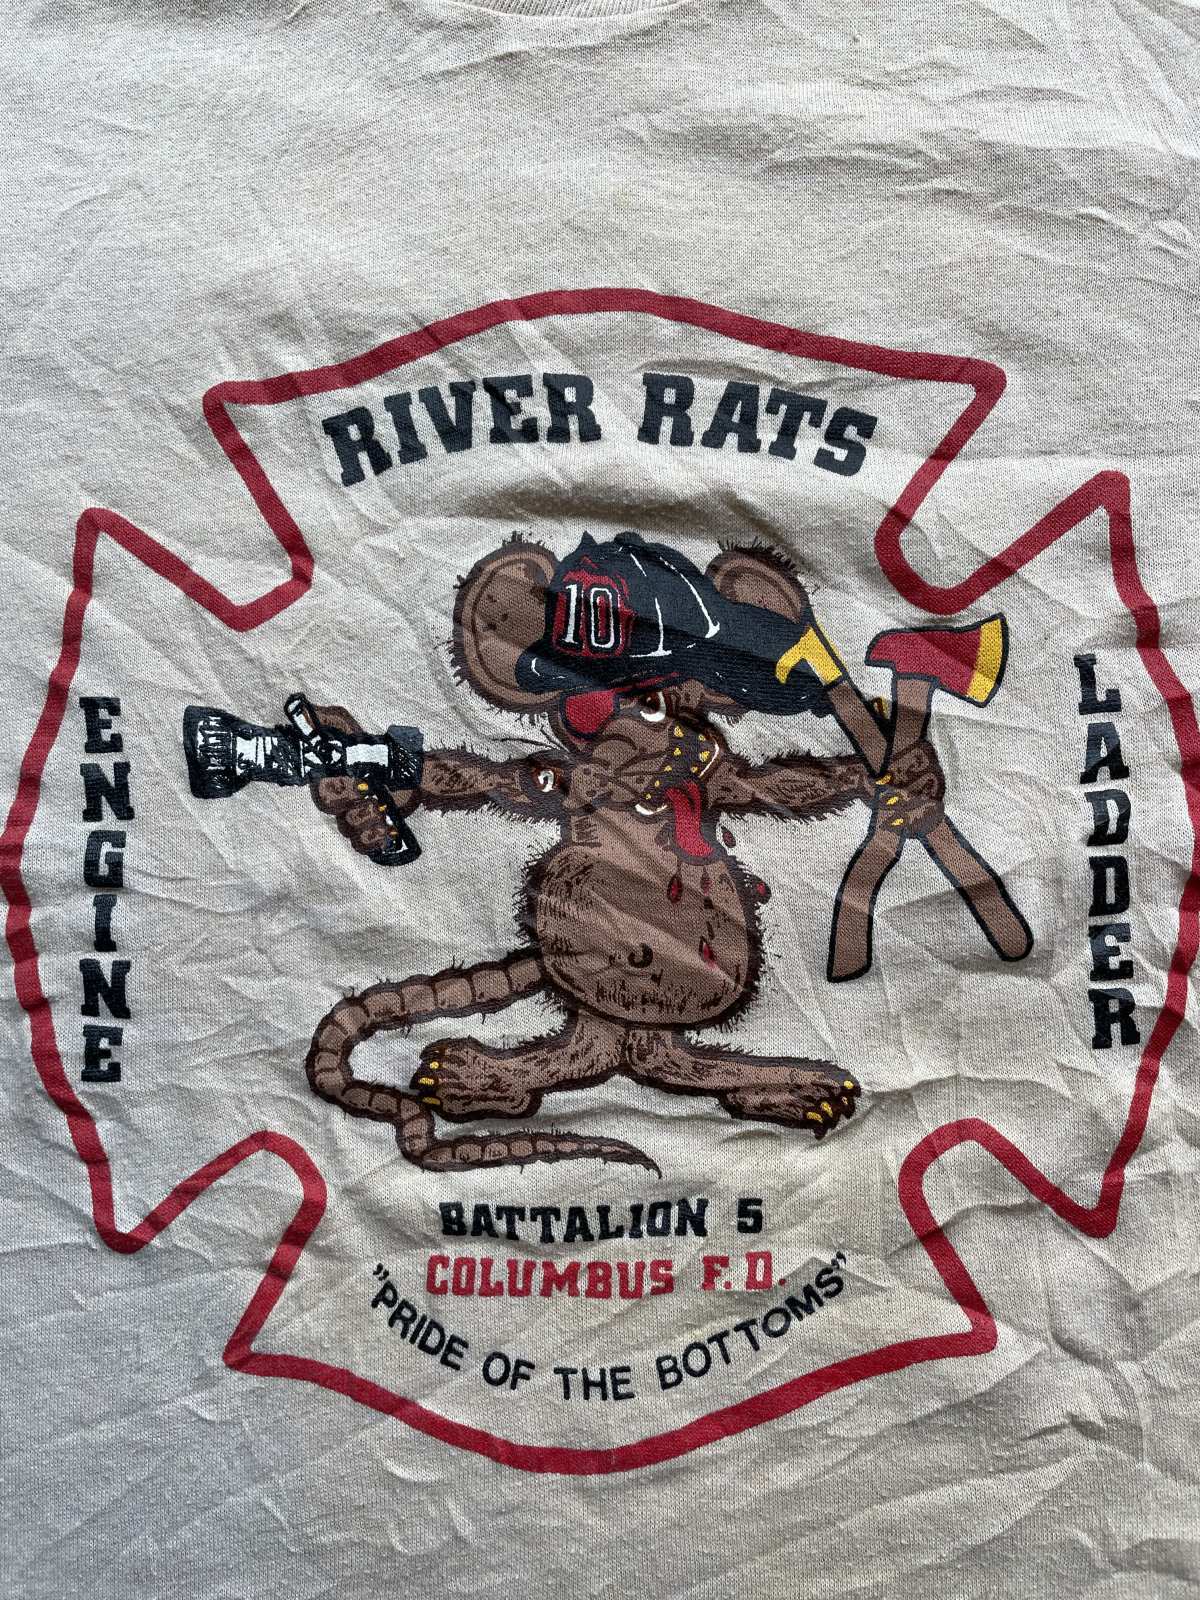 RIVER RATS
10
ENGINE
LADDER
BATTALION 5
COLUMBUS F.D.
"PRIDE OF THE BOTTOMS"